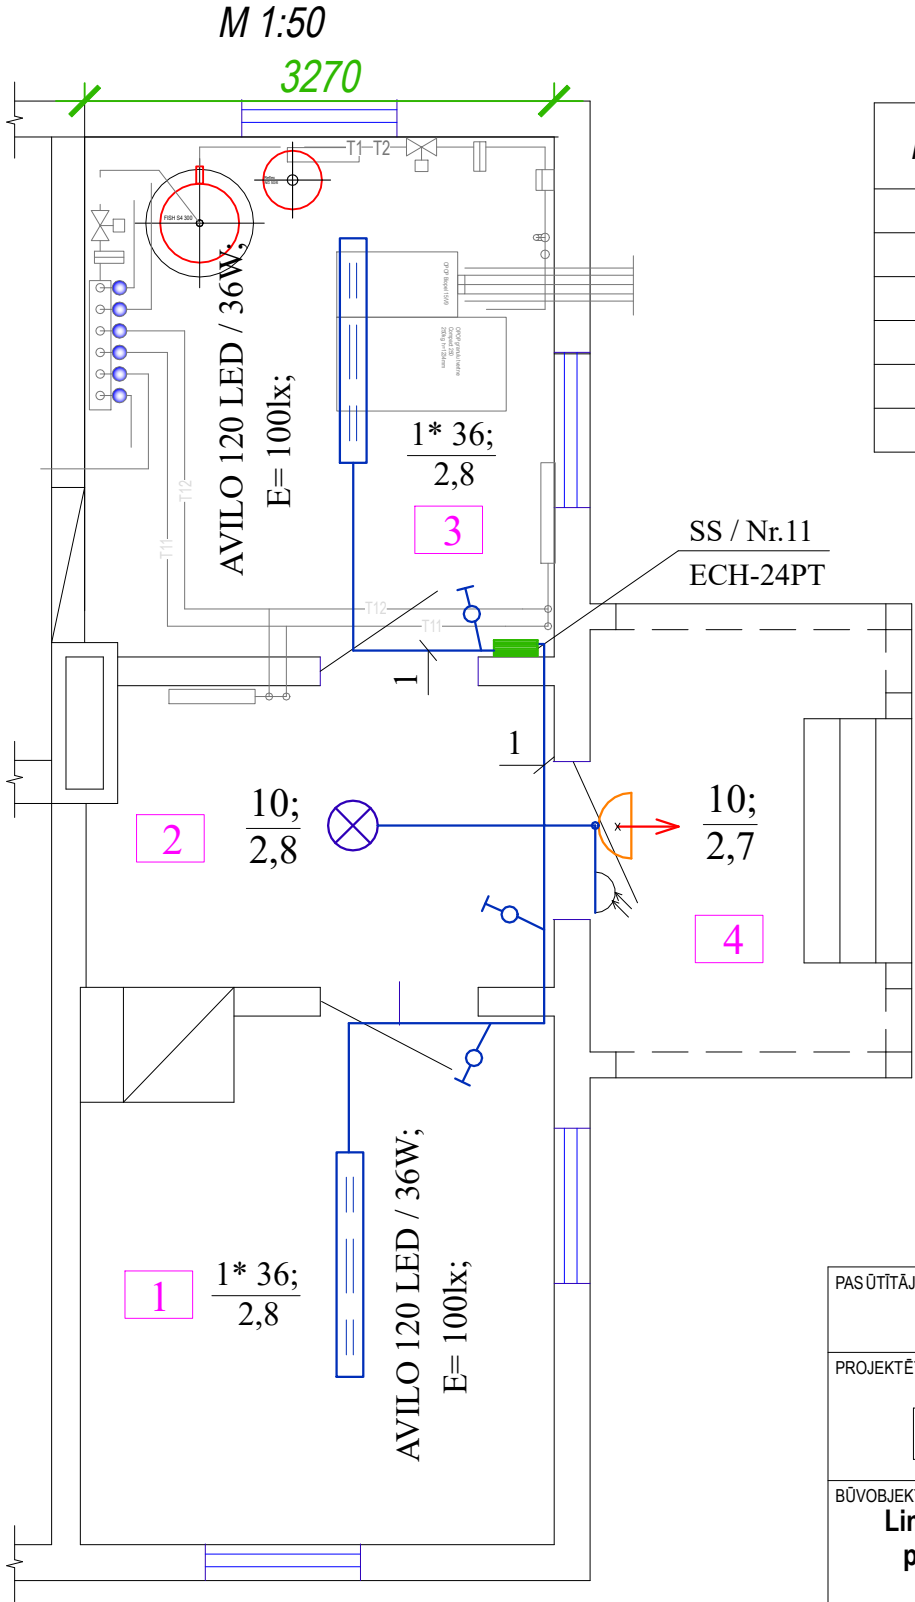 M 1:50
3270
T1
T2
FISH S4 300
AVILO 120 LED / 36W;
E= 100lx;
1* 36;
2,8
3
T12
T11
T12
T11
SS / Nr.11
ECH-24PT
1
1
2
10;
2,8
10;
2,7
4
1
1* 36;
2,8
AVILO 120 LED / 36W;
E= 100lx;
PASŪTĪTĀJ
PROJEKTĒ
BŪVOBJEK
Lin
p